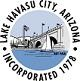 LAKE HAVASU CITY, ARIZONA
INCORPORATED 1978